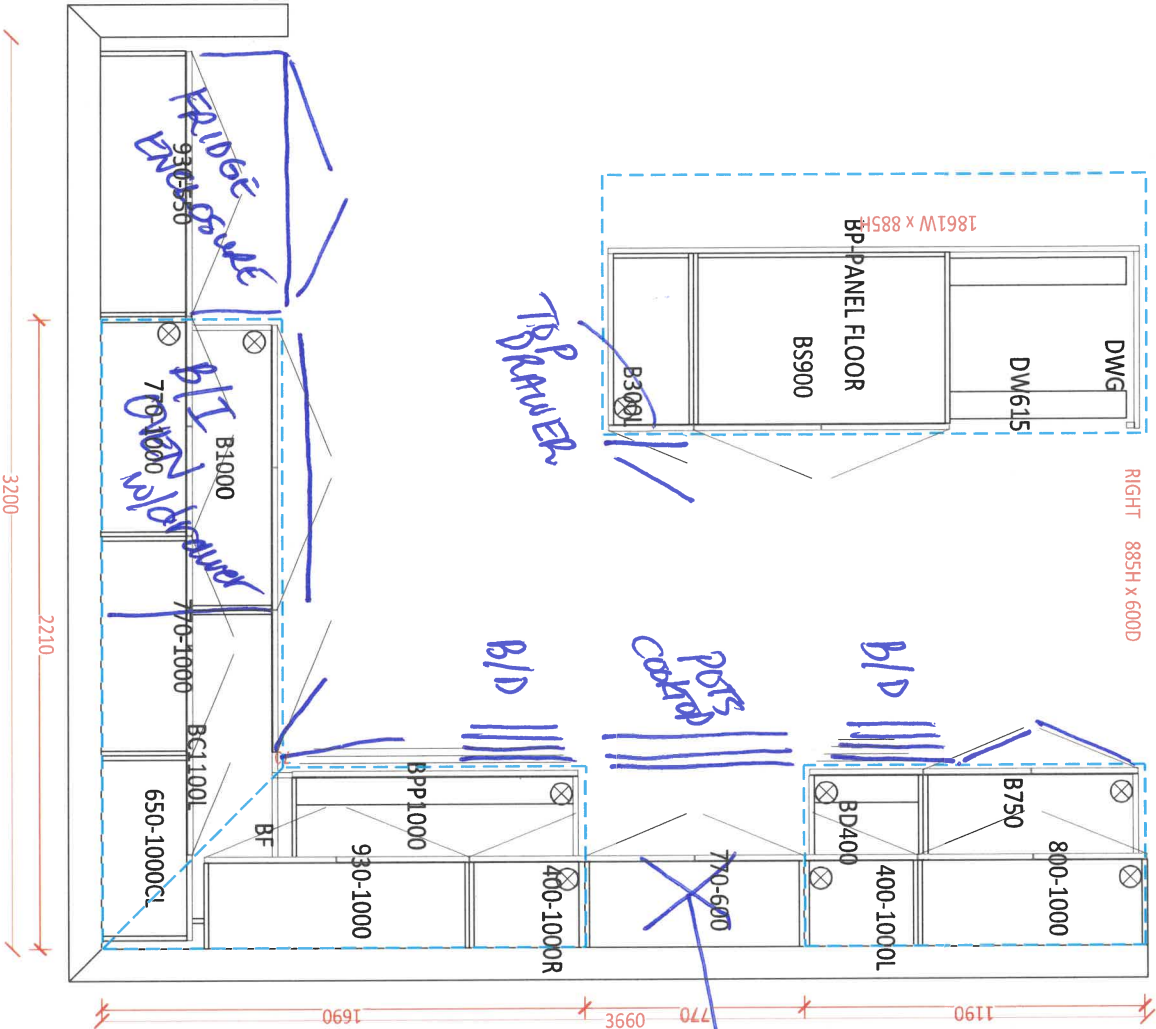 FRIDGE
ENCLOSURE
930-550
1861W x 885H
BP-PANEL FLOOR
DWG
DW615
BS900
B300L
TOP
DRAWER
RIGHT 885H x 600D
B/I
OVEN
w/drawer
770-1000
B1000
3200
2210
770-1000
BC1100L
650-1000CL
BF
B/D
POTS
COOKTOP
B/D
BPP1000
930-1000
400-1000R
770-600
BD400
400-1000L
B750
800-1000
1690
770
1190
3660